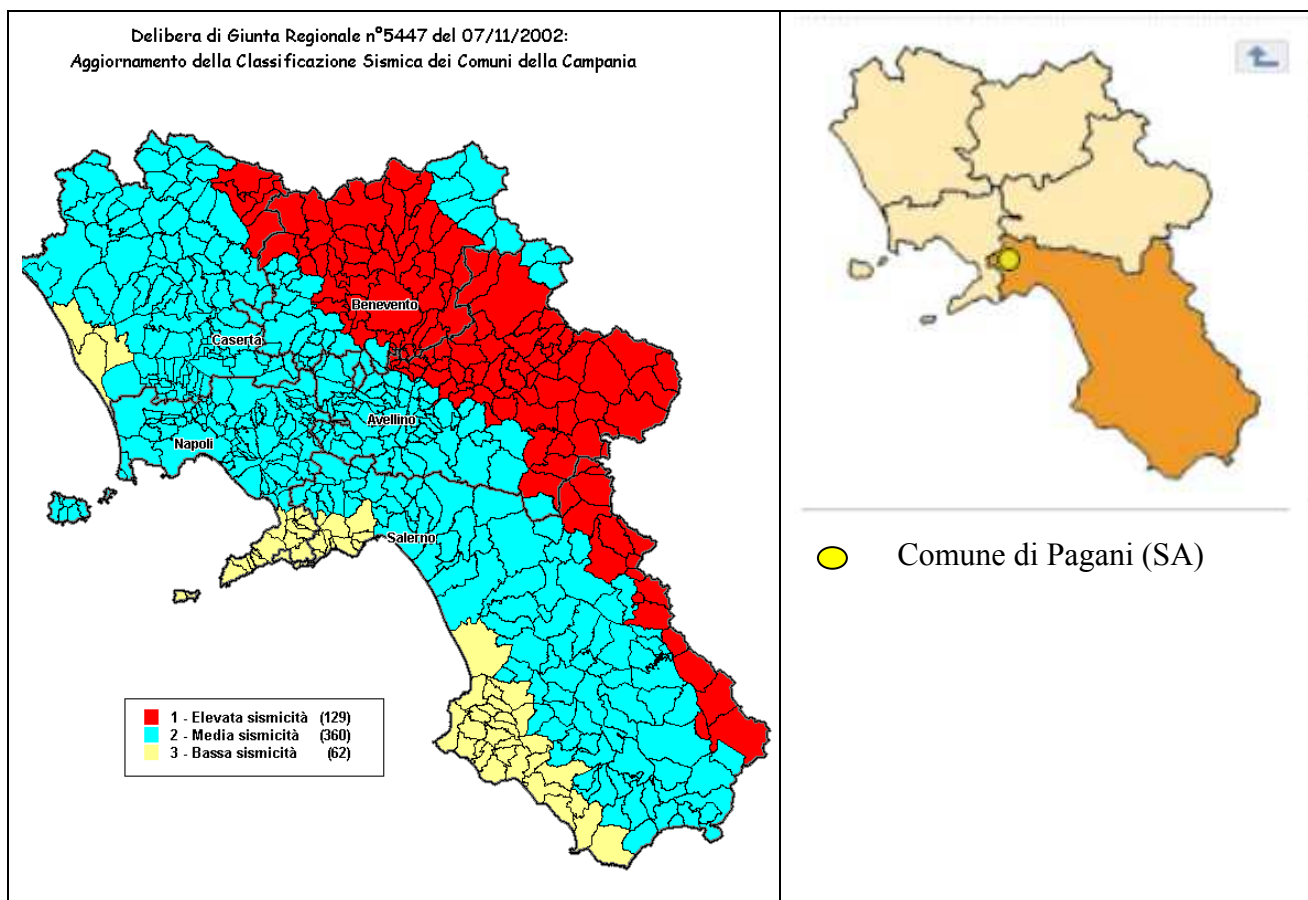 Delibera di Giunta Regionale n°5447 del 07/11/2002:
Aggiornamento della Classificazione Sismica dei Comuni della Campania
Benevento
Caserta
Avellino
Napoli
Salerno
1 - Elevata sismicità (129)
2 - Media sismicità (360)
3 - Bassa sismicità (62)
Comune di Pagani (SA)